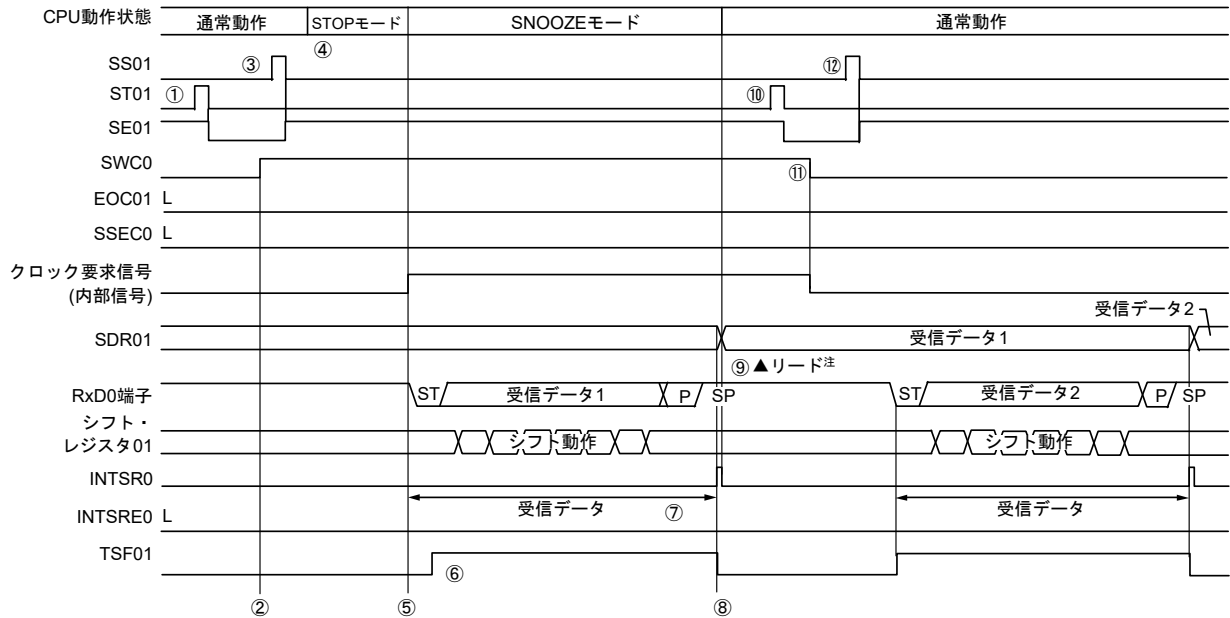 CPU動作状態 通常動作 STOPモード SNOOZEモード 通常動作
④
SS01 ③ ⑫
ST01 ① ⑩
SE01
SWC0 ⑪
EOC01 L
SSEC0 L
クロック要求信号
(内部信号)
受信データ2
SDR01 受信データ1
⑨ ▲リード注
RxD0端子 ST 受信データ1 P SP ST 受信データ2 P SP
シフト・
レジスタ01 シフト動作 シフト動作
INTSR0
受信データ ⑦ 受信データ
INTSRE0 L
TSF01
⑥
② ⑤ ⑧